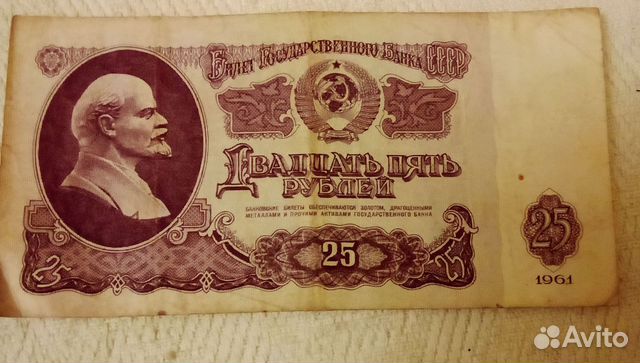 Билет Государственного Банка СССР
Двадцать пять
рублей
БАНКОВСКИЕ БИЛЕТЫ ОБЕСПЕЧИВАЮТСЯ ЗОЛОТОМ, ДРАГОЦЕННЫМИ
МЕТАЛЛАМИ И ПРОЧИМИ АКТИВАМИ ГОСУДАРСТВЕННОГО БАНКА
25
25
25
25
1961
Avito